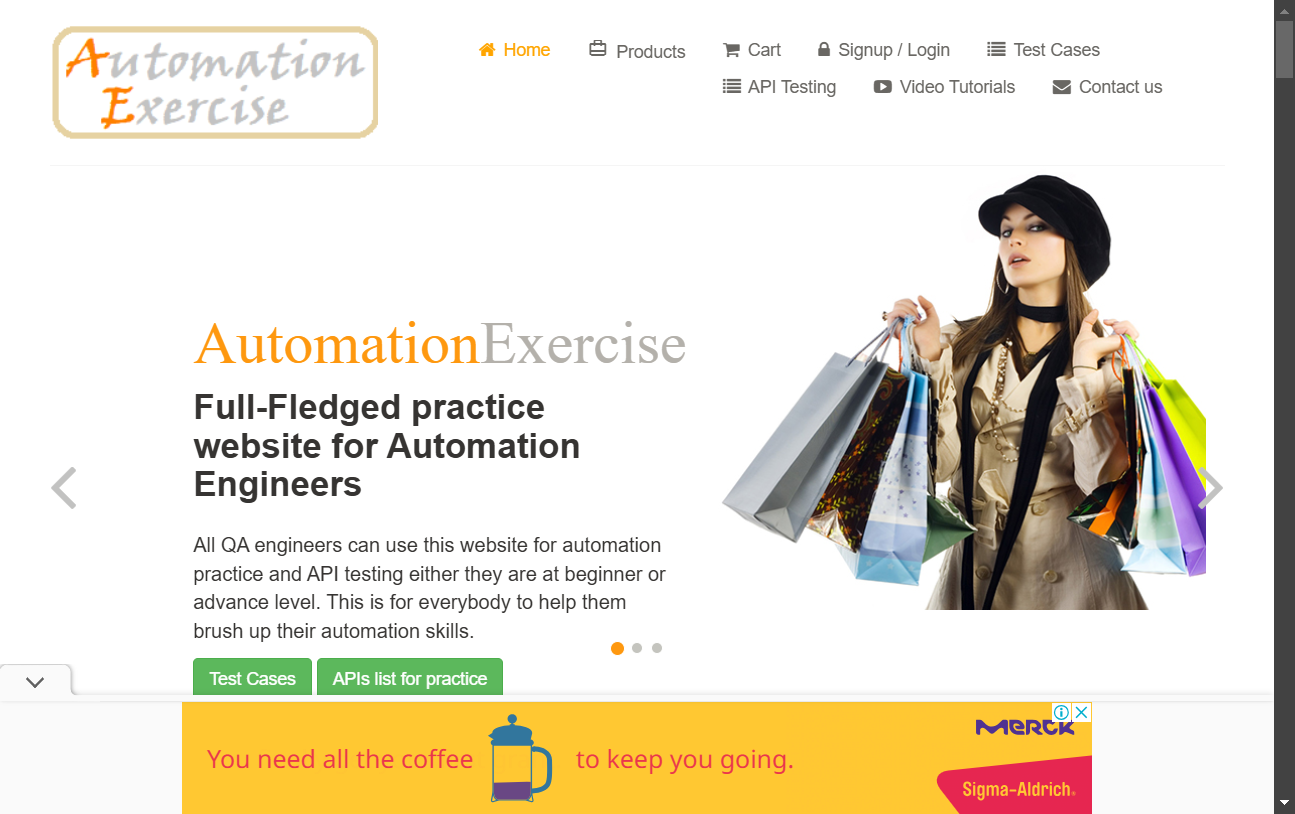 Automation
Exercise
Home
Products
Cart
Signup / Login
Test Cases
API Testing
Video Tutorials
Contact us
AutomationExercise
Full-Fledged practice
website for Automation
Engineers
All QA engineers can use this website for automation
practice and API testing either they are at beginner or
advance level. This is for everybody to help them
brush up their automation skills.
Test Cases
APIs list for practice
You need all the coffee
to keep you going.
Merck
Sigma-Aldrich®